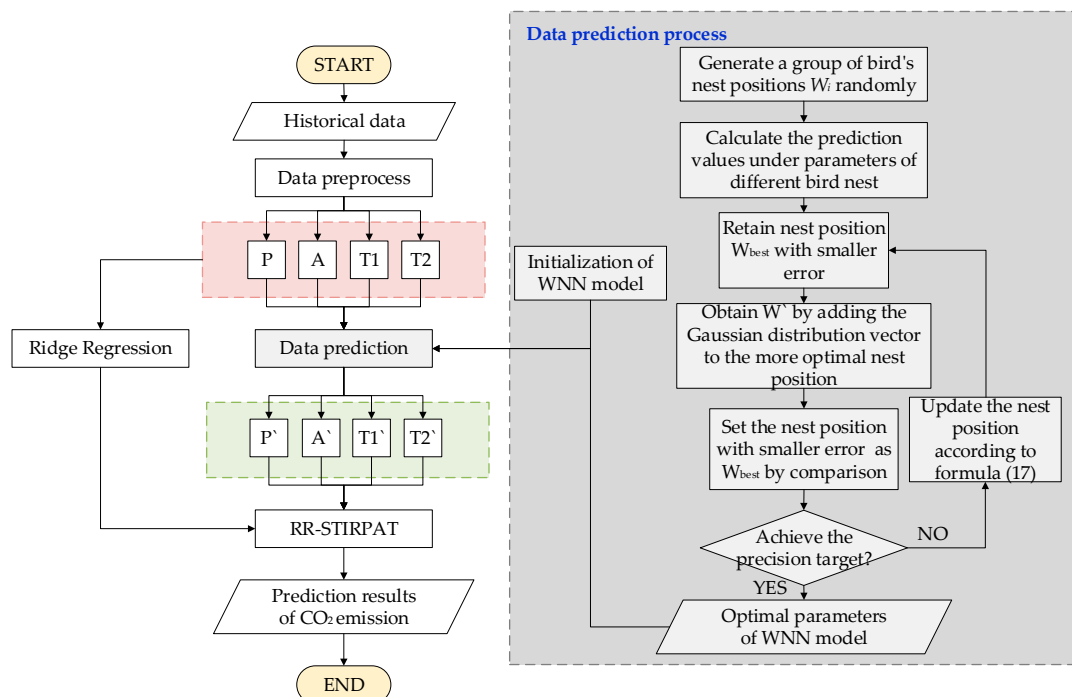 START
Historical data
Data preprocess
P
A
T1
T2
Ridge Regression
Data prediction
P`
A`
T1`
T2`
RR-STIRPAT
Prediction results
of CO₂ emission
END
Data prediction process
Generate a group of bird's
nest positions Wi randomly
Calculate the prediction
values under parameters of
different bird nest
Retain nest position
Wbest with smaller
error
Initialization of
WNN model
Obtain W` by adding the
Gaussian distribution vector
to the more optimal nest
position
Set the nest position
with smaller error as
Wbest by comparison
Update the nest
position
according to
formula (17)
Achieve the
precision target?
NO
YES
Optimal parameters
of WNN model